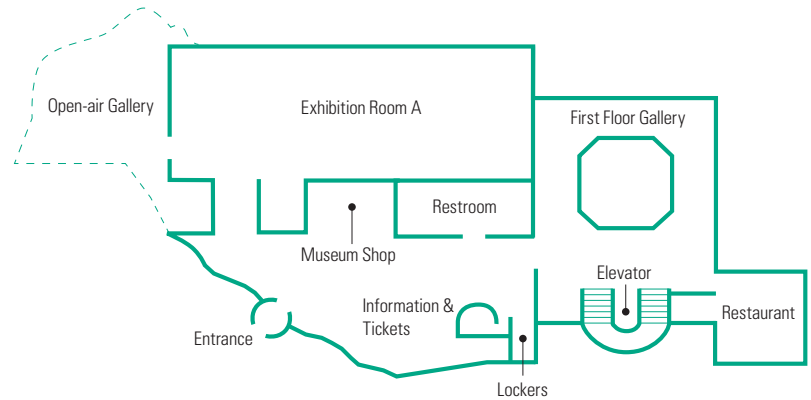 Open-air Gallery
Exhibition Room A
First Floor Gallery
Restroom
Museum Shop
Elevator
Information &
Tickets
Restaurant
Entrance
Lockers